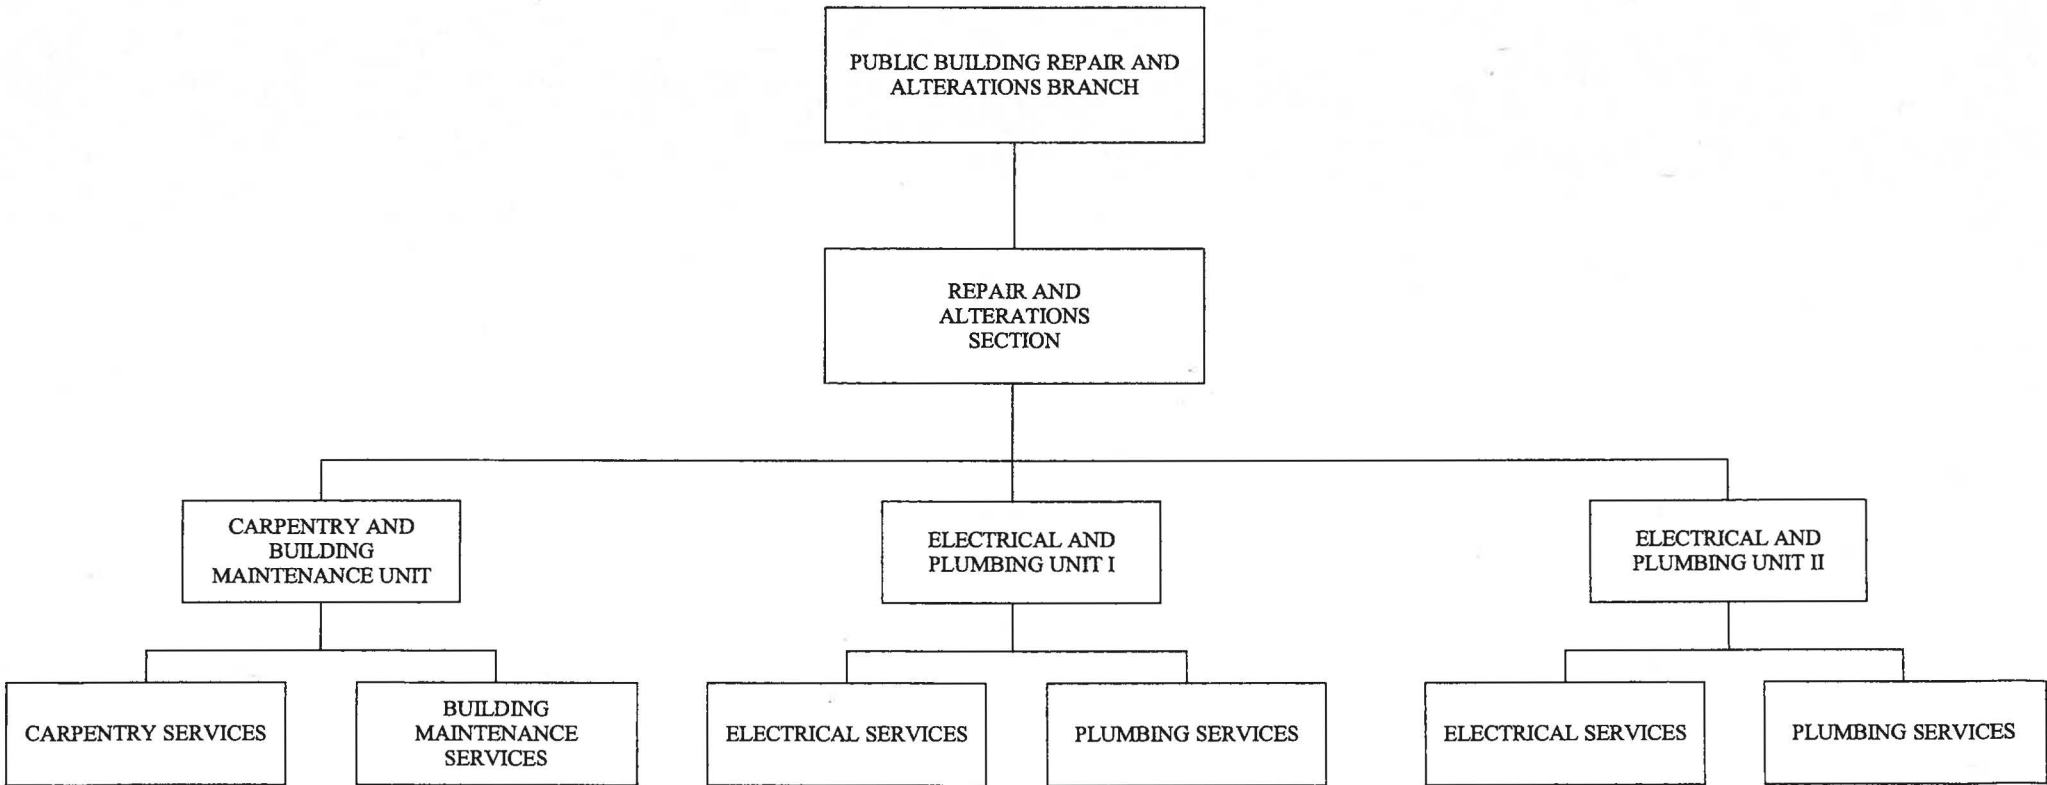 PUBLIC BUILDING REPAIR AND
ALTERATIONS BRANCH
REPAIR AND
ALTERATIONS
SECTION
CARPENTRY AND
BUILDING
MAINTENANCE UNIT
ELECTRICAL AND
PLUMBING UNIT I
ELECTRICAL AND
PLUMBING UNIT II
CARPENTRY SERVICES
BUILDING
MAINTENANCE
SERVICES
ELECTRICAL SERVICES
PLUMBING SERVICES
ELECTRICAL SERVICES
PLUMBING SERVICES